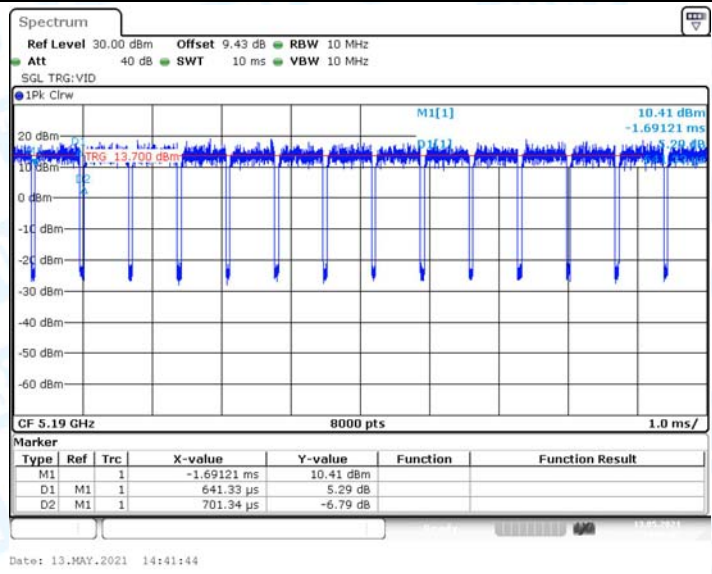 Spectrum
Ref Level 30.00 dBm Offset 9.43 dB RBW 10 MHz
Att 40 dB SWT 10 ms VBW 10 MHz
SGL TRG:VID
1Pk Clrw
M1[1] 10.41 dBm
-1.69121 ms
20 dBm
D1[1] 5.29 dB
TRG 13.700 dBm
10 dBm
D2
0 dBm
-10 dBm
-20 dBm
-30 dBm
-40 dBm
-50 dBm
-60 dBm
CF 5.19 GHz 8000 pts 1.0 ms/
Marker
Type Ref Trc X-value Y-value Function Function Result
M1 1 -1.69121 ms 10.41 dBm
D1 M1 1 641.33 µs 5.29 dB
D2 M1 1 701.34 µs -6.79 dB
Date: 13.MAY.2021 14:41:44